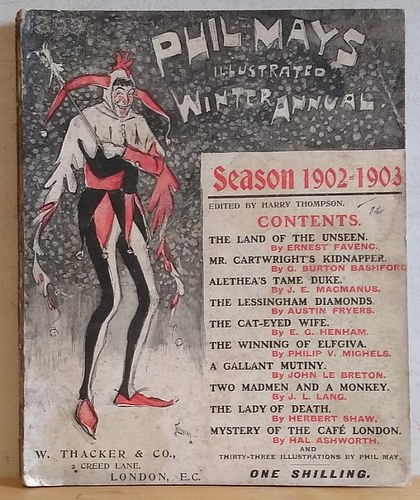 PHIL MAY'S
ILLUSTRATED
WINTER ANNUAL
SEASON 1902-1903
EDITED BY HARRY THOMPSON.
CONTENTS.
THE LAND OF THE UNSEEN.
By ERNEST FAVENC.
MR. CARTWRIGHT'S KIDNAPPER.
By G. BURTON BASHFORD
ALETHEA'S TAME DUKE.
By J. E. MACMANUS.
THE LESSINGHAM DIAMONDS.
By AUSTIN FRYERS.
THE CAT-EYED WIFE.
By E. G. HENHAM.
THE WINNING OF ELFGIVA.
By PHILIP V. MIGHELS.
A GALLANT MUTINY.
By JOHN LE BRETON.
TWO MADMEN AND A MONKEY.
By J. L. LANG.
THE LADY OF DEATH.
By HERBERT SHAW.
MYSTERY OF THE CAFÉ LONDON.
By HAL ASHWORTH.
AND
THIRTY-THREE ILLUSTRATIONS BY PHIL MAY.
W. THACKER & CO.,
2 CREED LANE,
LONDON, E.C.
ONE SHILLING.